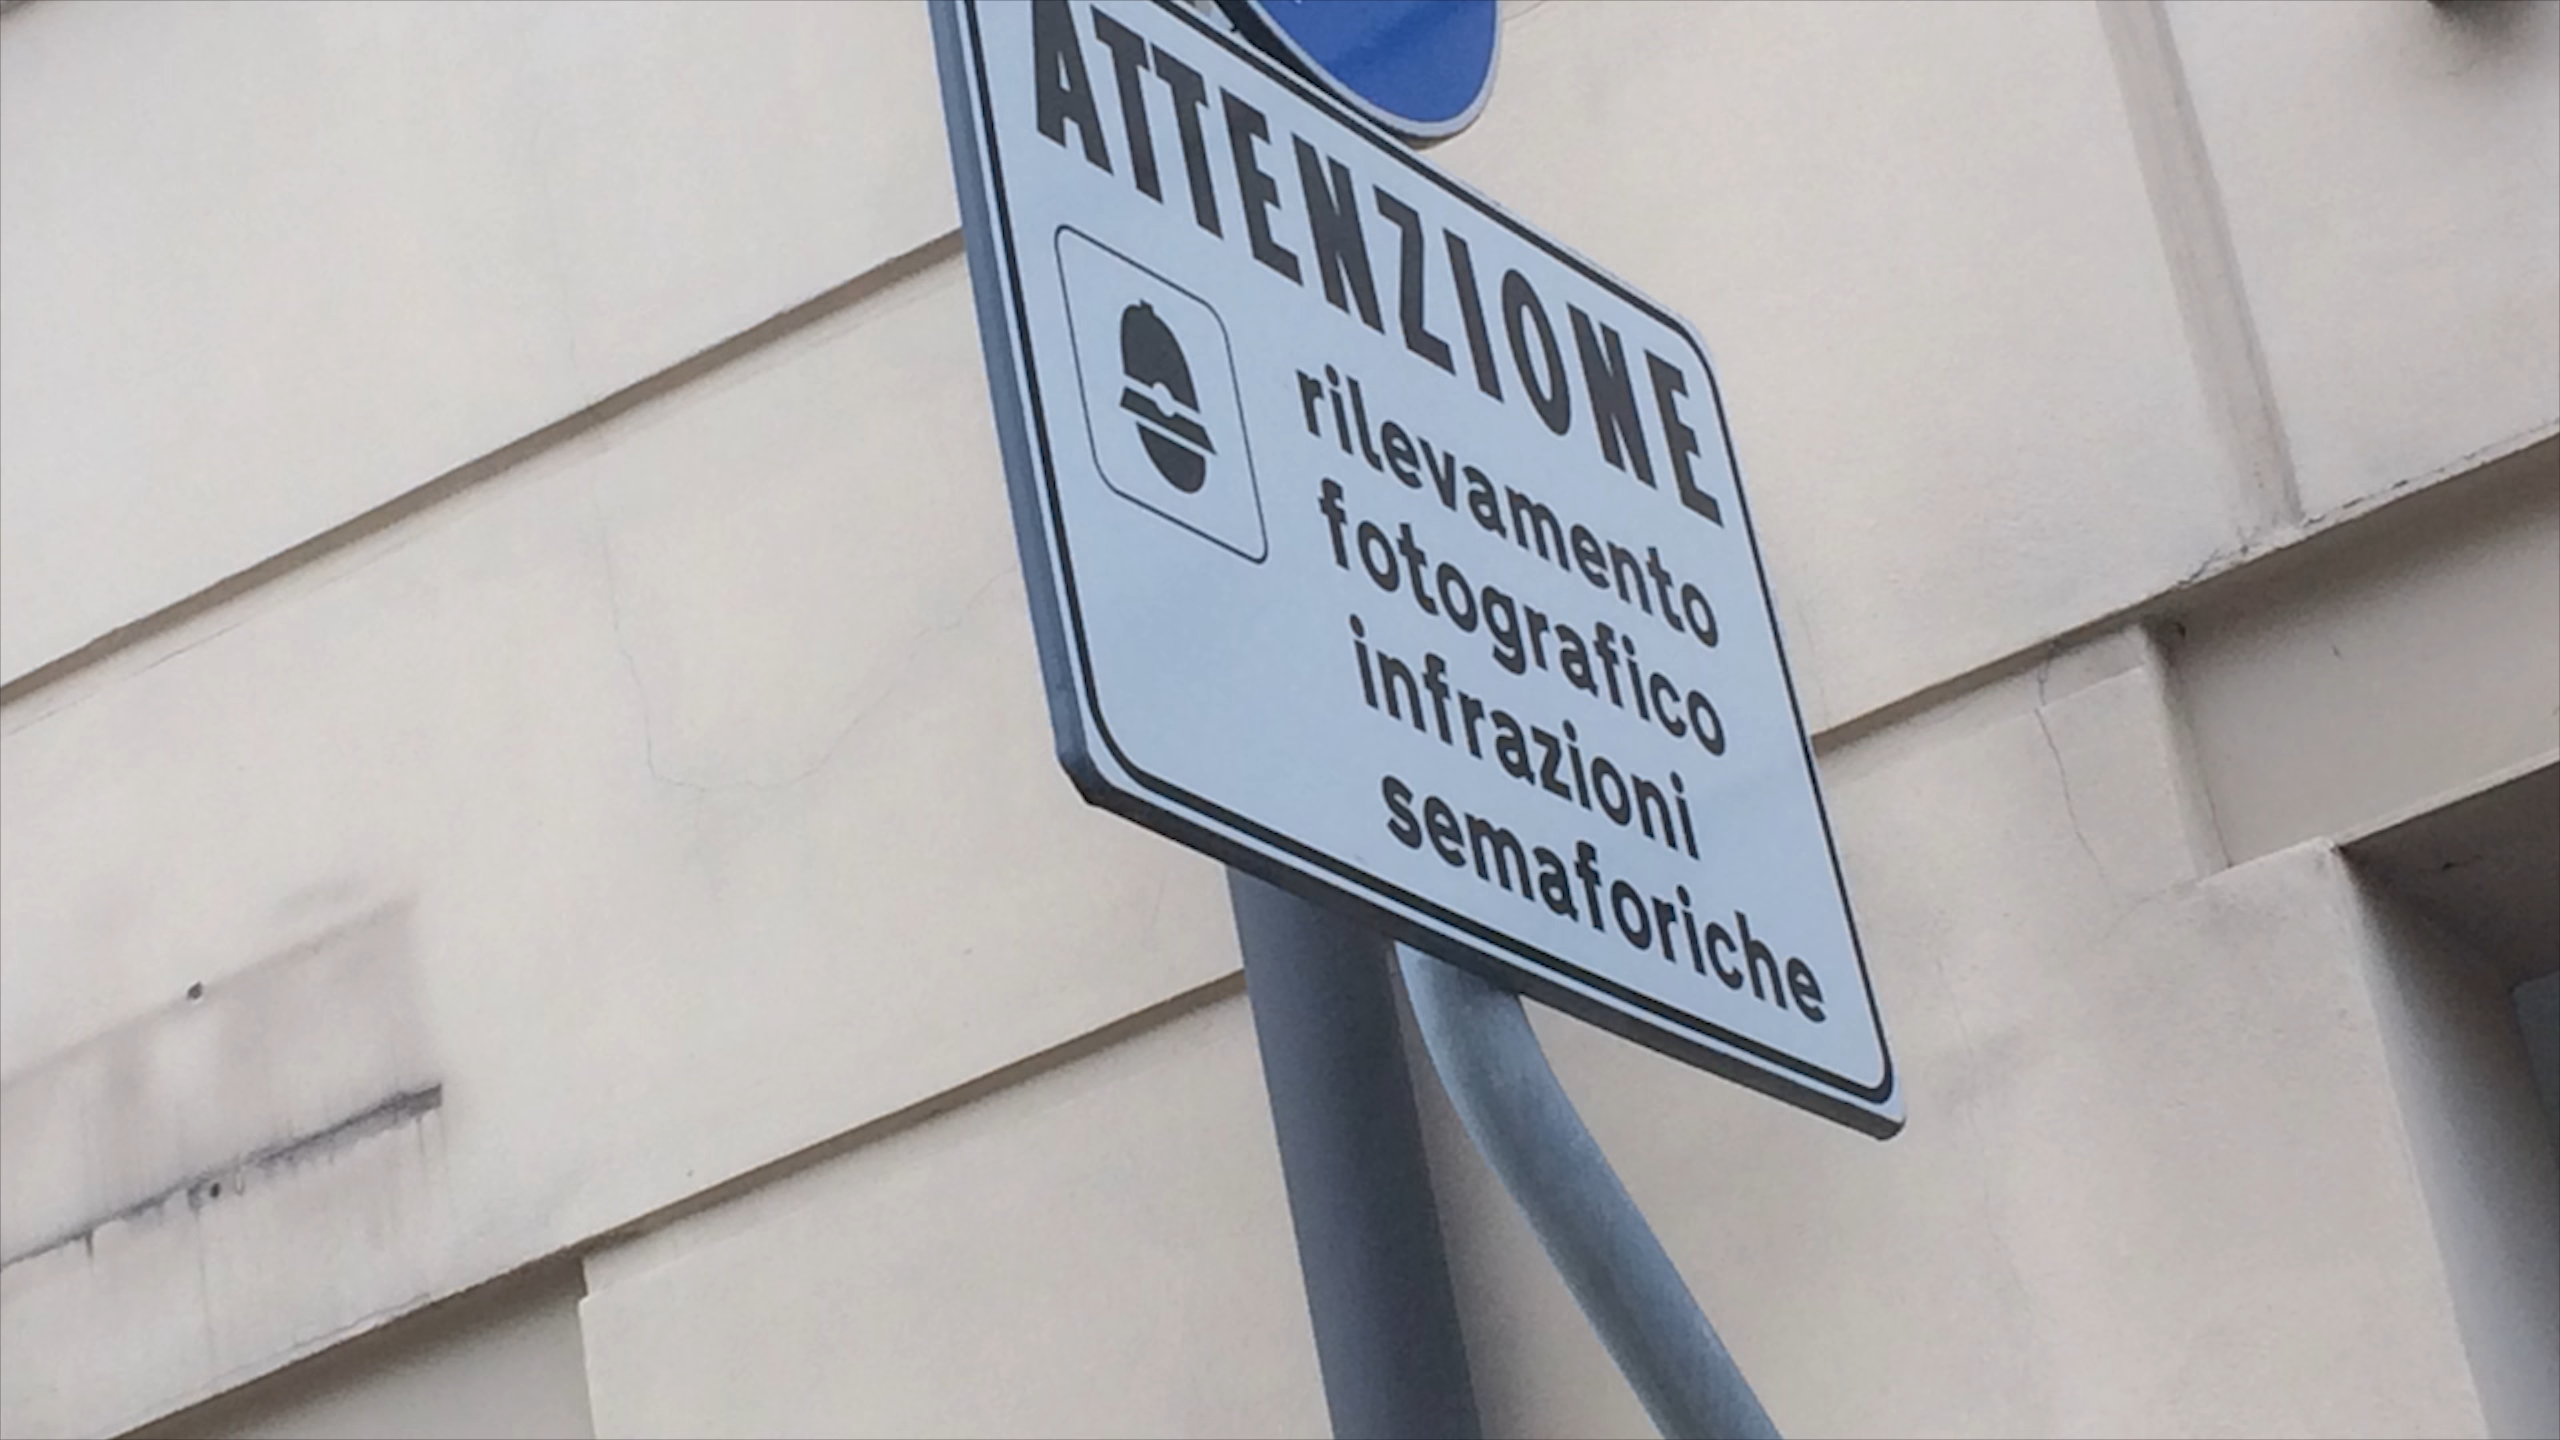 ATTENZIONE
rilevamento
fotografico
infrazioni
semaforiche